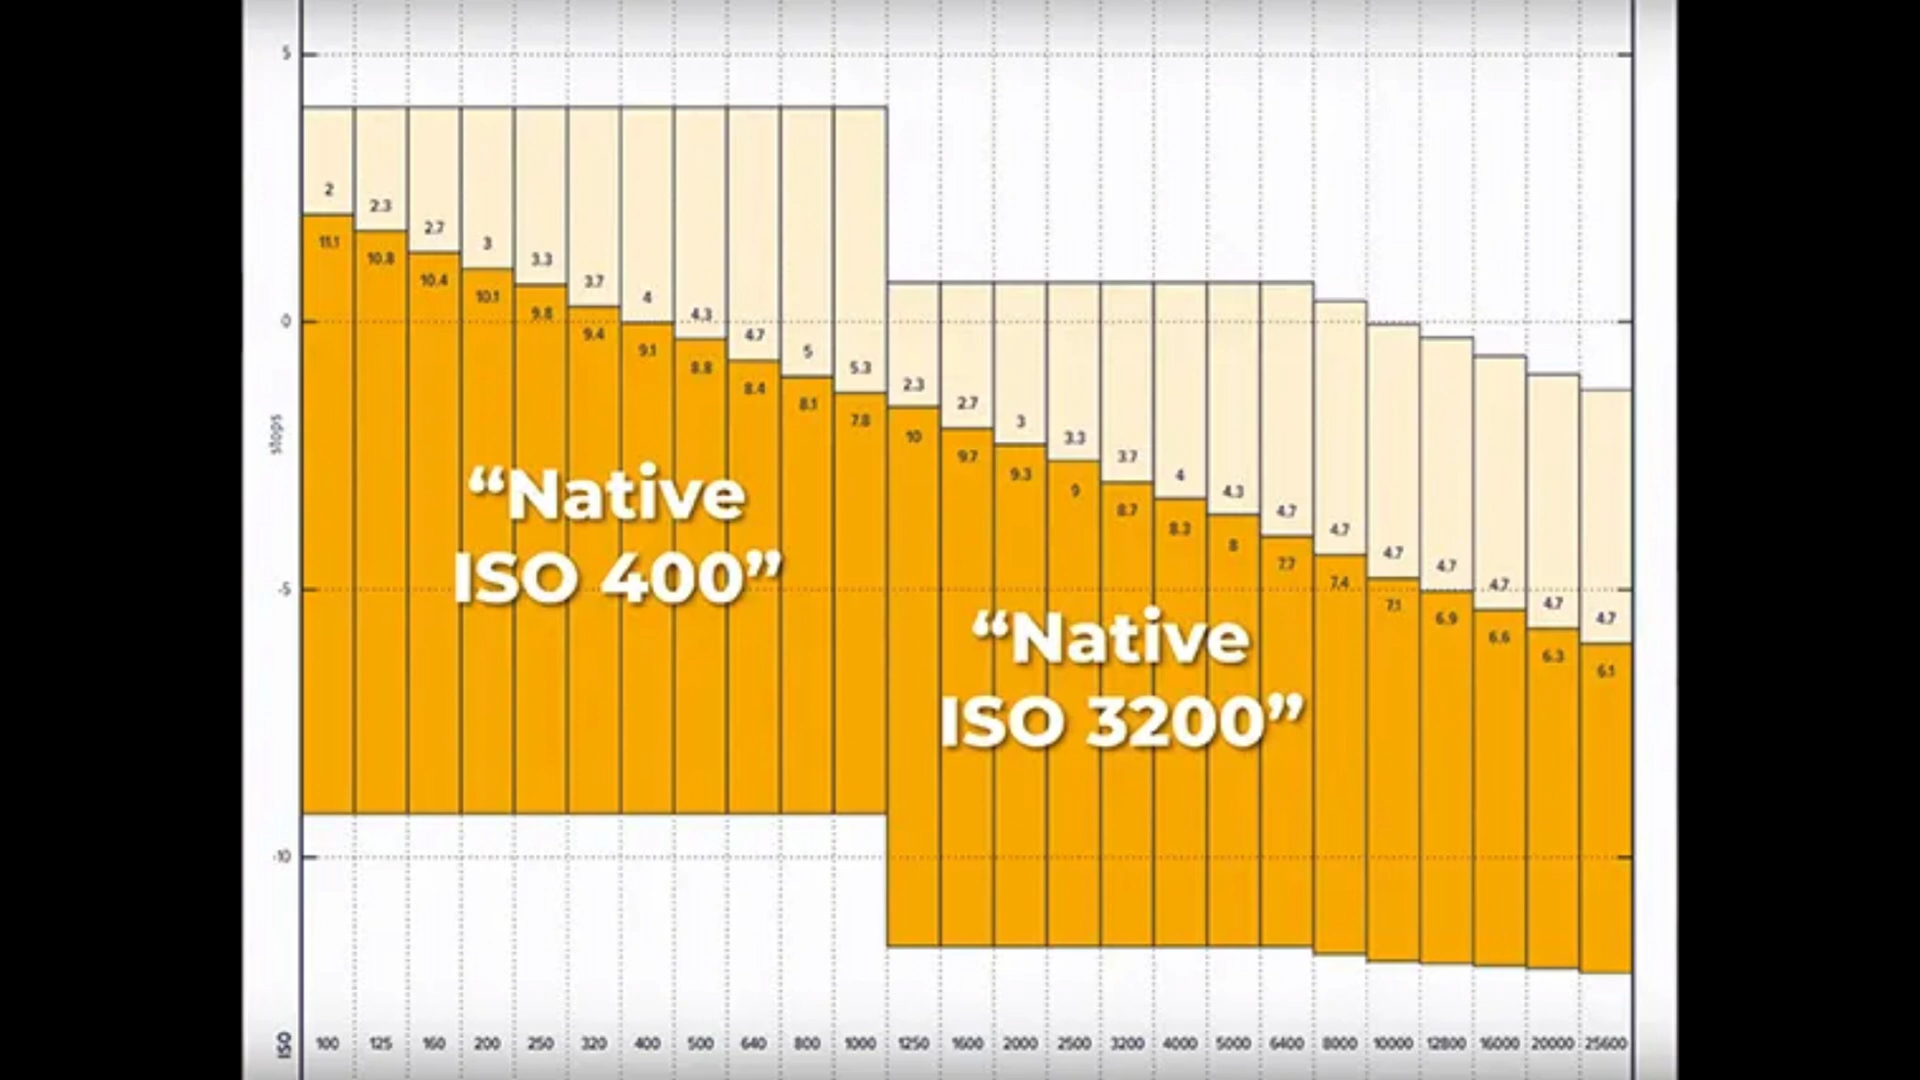 5
2 2.3 2.7 3 3.3 3.7 4 4.3 4.7 5 5.3 2.3 2.7 3 3.3 3.7 4 4.3 4.7 4.7 4.7 4.7 4.7 4.7 4.7
0
11.1 10.8 10.4 10.1 9.8 9.4 9.1 8.8 8.4 8.1 7.8 10 9.7 9.3 9 8.7 8.3 8 7.7 7.4 7.1 6.9 6.6 6.3 6.1
stops
“Native
ISO 400”
-5
“Native
ISO 3200”
-10
ISO 100 125 160 200 250 320 400 500 640 800 1000 1250 1600 2000 2500 3200 4000 5000 6400 8000 10000 12800 16000 20000 25600